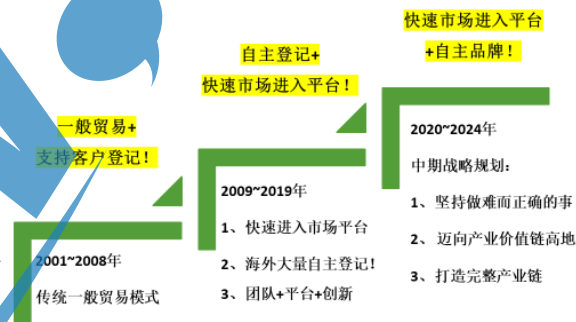 快速市场进入平台
+自主品牌！
自主登记+
快速市场进入平台！
一般贸易+
支持客户登记！
2020~2024年
中期战略规划：
1、坚持做难而正确的事
2、迈向产业价值链高地
3、打造完整产业链
2009~2019年
1、快速进入市场平台
2、海外大量自主登记！
3、团队+平台+创新
2001~2008年
传统一般贸易模式